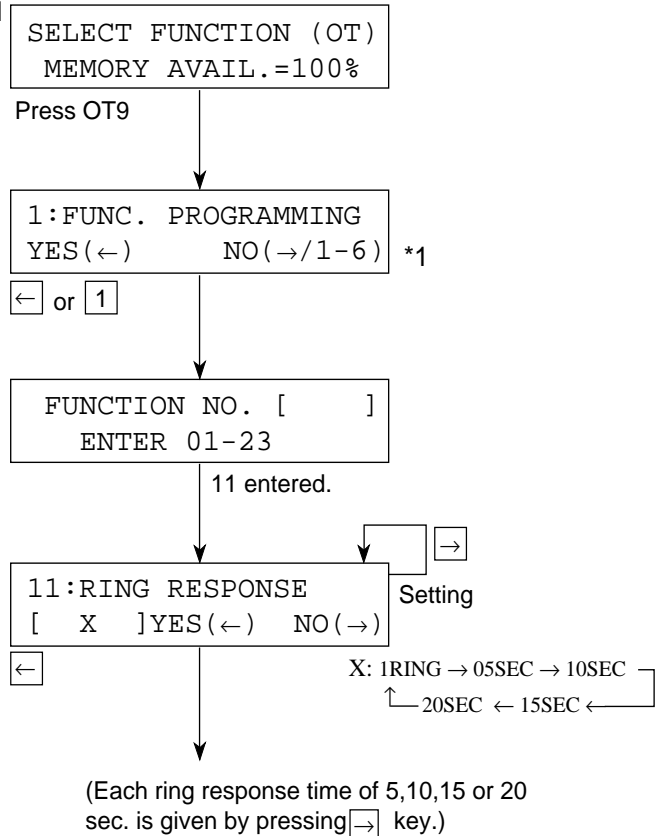 SELECT FUNCTION (OT)
MEMORY AVAIL.=100%
Press OT9
1:FUNC. PROGRAMMING
YES(←) NO(→/1-6) *1
← or 1
FUNCTION NO. [ ]
ENTER 01-23
11 entered.
→
11:RING RESPONSE
[ X ]YES(←) NO(→)
Setting
←
X: 1RING → 05SEC → 10SEC
20SEC ← 15SEC ←
(Each ring response time of 5,10,15 or 20
sec. is given by pressing → key.)